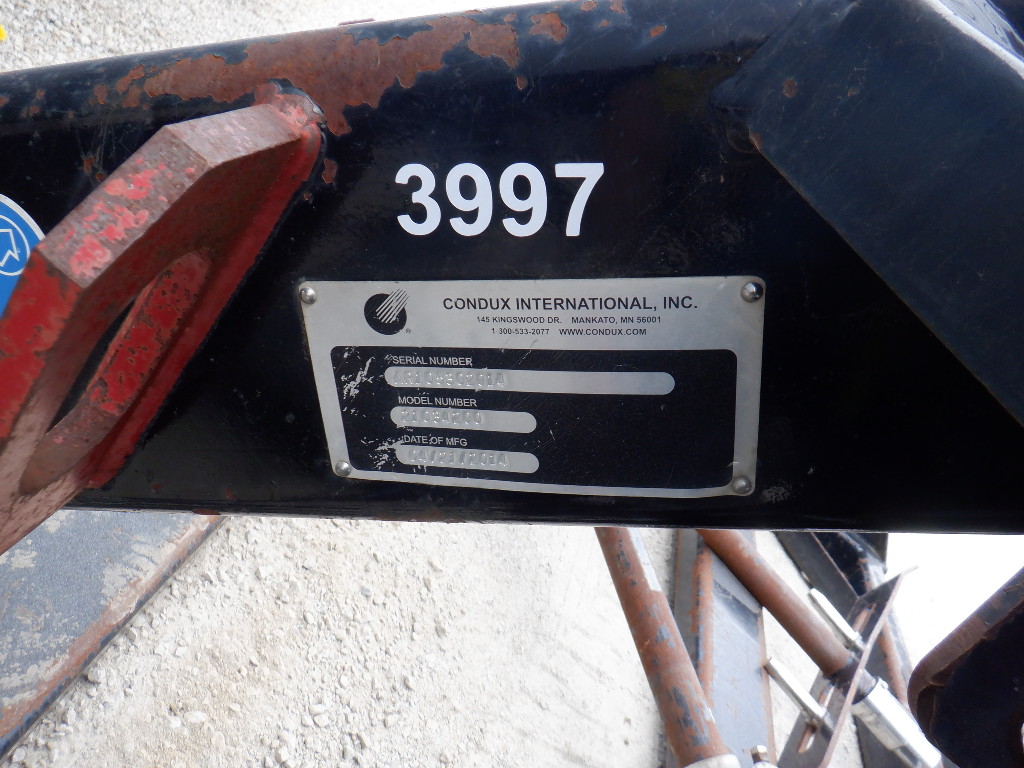 3997
CONDUX INTERNATIONAL, INC.
145 KINGSWOOD DR. MANKATO, MN 56001
1-300-533-2077 WWW.CONDUX.COM
SERIAL NUMBER
MODEL NUMBER
DATE OF MFG